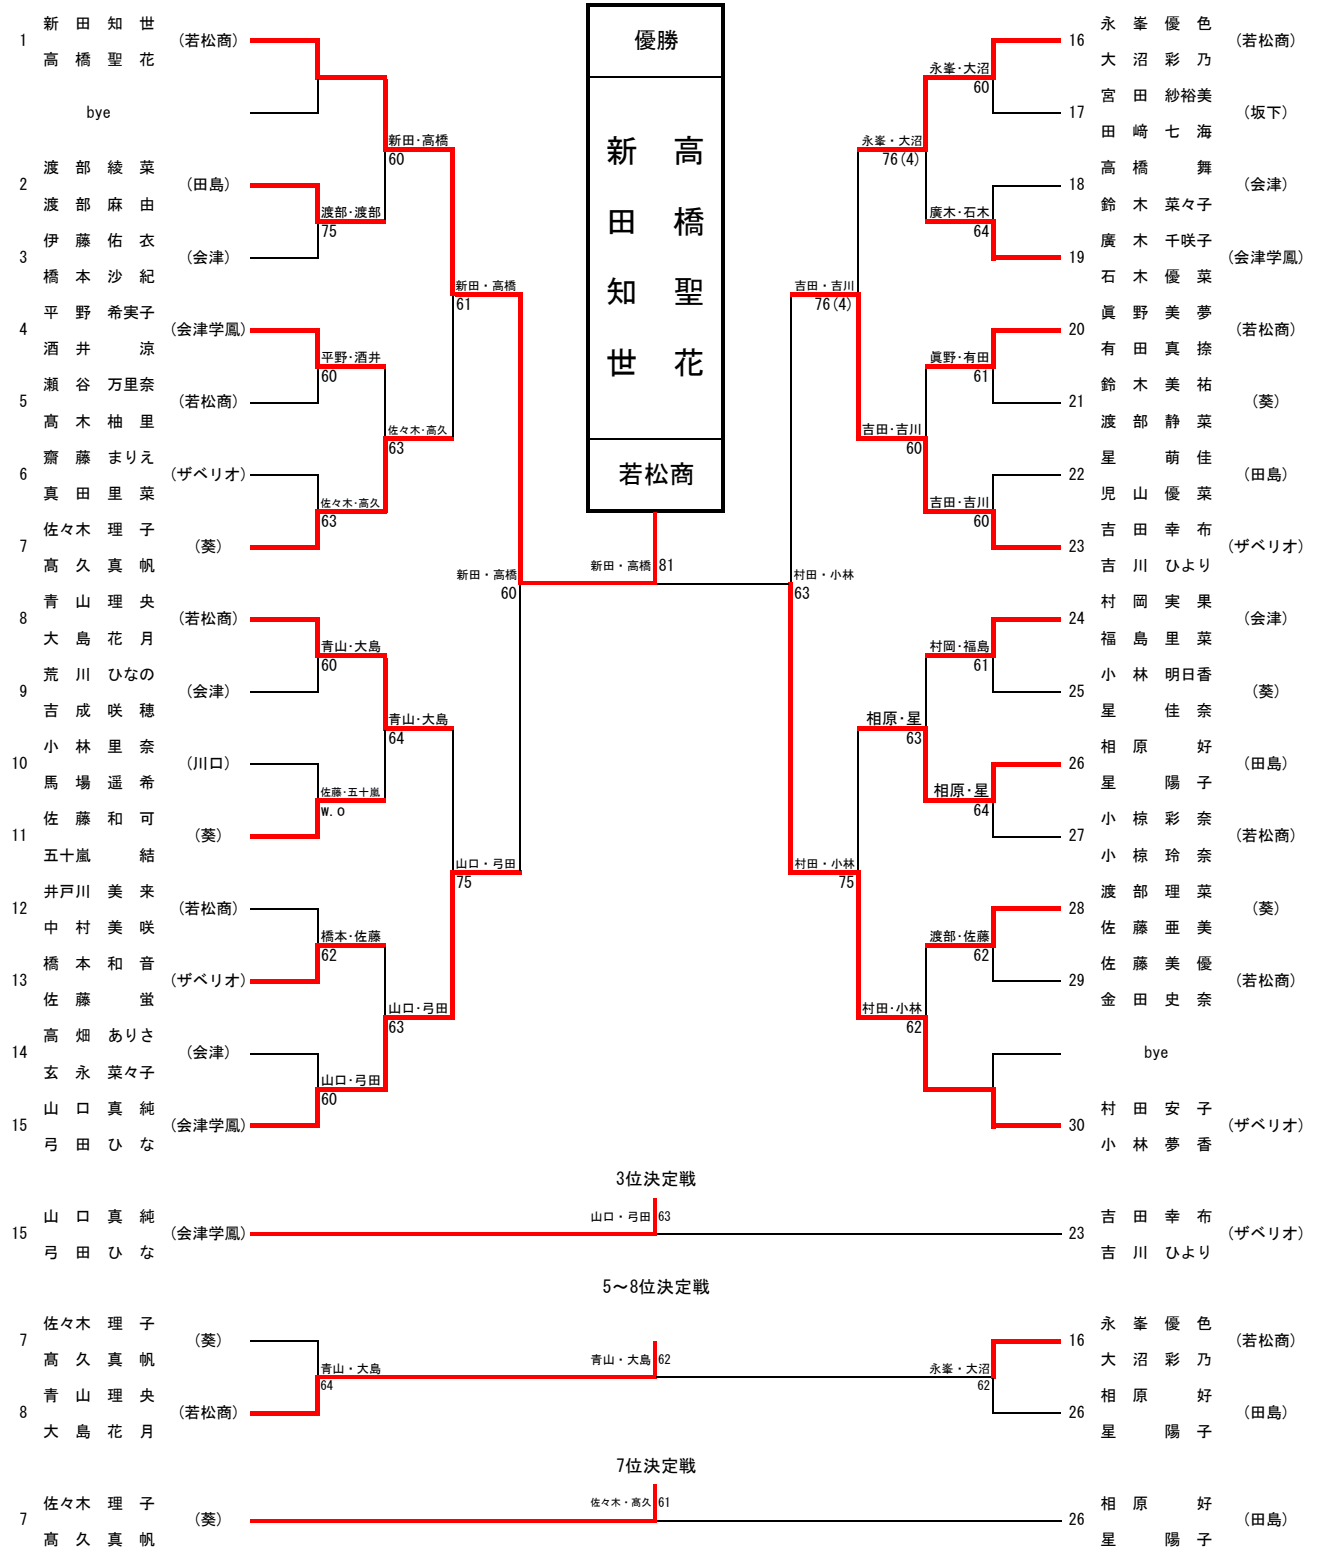 優勝
新田知世
高橋聖花
若松商
新田・高橋 81
1 新田知世 高橋聖花 (若松商)
bye
2 渡部綾菜 渡部麻由 (田島)
3 伊藤佑衣 橋本沙紀 (会津)
4 平野希実子 酒井涼 (会津学鳳)
5 瀬谷万里奈 髙木柚里 (若松商)
6 齋藤まりえ 真田里菜 (ザベリオ)
7 佐々木理子 髙久真帆 (葵)
8 青山理央 大島花月 (若松商)
9 荒川ひなの 吉成咲穂 (会津)
10 小林里奈 馬場遥希 (川口)
11 佐藤和可 五十嵐結 (葵)
12 井戸川美来 中村美咲 (若松商)
13 橋本和音 佐藤蛍 (ザベリオ)
14 高畑ありさ 玄永菜々子 (会津)
15 山口真純 弓田ひな (会津学鳳)
渡部・渡部 75
平野・酒井 60
佐々木・高久 63
青山・大島 60
佐藤・五十嵐 w.o
橋本・佐藤 62
山口・弓田 60
新田・高橋 60
佐々木・高久 63
青山・大島 64
山口・弓田 63
新田・高橋 61
山口・弓田 75
新田・高橋 60
16 永峯優色 大沼彩乃 (若松商)
17 宮田紗裕美 田﨑七海 (坂下)
18 高橋舞 鈴木菜々子 (会津)
19 廣木千咲子 石木優菜 (会津学鳳)
20 眞野美夢 有田真捺 (若松商)
21 鈴木美祐 渡部静菜 (葵)
22 星萌佳 児山優菜 (田島)
23 吉田幸布 吉川ひより (ザベリオ)
24 村岡実果 福島里菜 (会津)
25 小林明日香 星佳奈 (葵)
26 相原好 星陽子 (田島)
27 小椋彩奈 小椋玲奈 (若松商)
28 渡部理菜 佐藤亜美 (葵)
29 佐藤美優 金田史奈 (若松商)
bye
30 村田安子 小林夢香 (ザベリオ)
永峯・大沼 60
廣木・石木 64
眞野・有田 61
吉田・吉川 60
村岡・福島 61
相原・星 64
渡部・佐藤 62
永峯・大沼 76(4)
吉田・吉川 60
相原・星 63
村田・小林 62
吉田・吉川 76(4)
村田・小林 75
村田・小林 63
3位決定戦
15 山口真純 弓田ひな (会津学鳳)
山口・弓田 63
23 吉田幸布 吉川ひより (ザベリオ)
5～8位決定戦
7 佐々木理子 髙久真帆 (葵)
8 青山理央 大島花月 (若松商)
青山・大島 64
青山・大島 62
永峯・大沼 62
16 永峯優色 大沼彩乃 (若松商)
26 相原好 星陽子 (田島)
7位決定戦
7 佐々木理子 髙久真帆 (葵)
佐々木・髙久 61
26 相原好 星陽子 (田島)